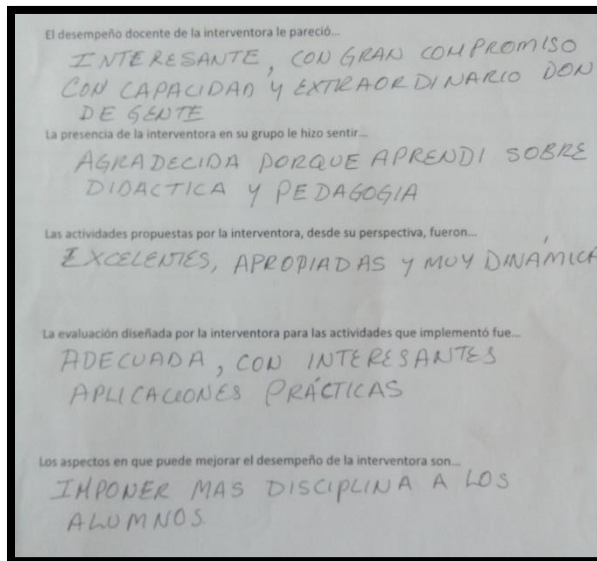 El desempeño docente de la interventora le pareció...
INTERESANTE, CON GRAN COMPROMISO
CON CAPACIDAD Y EXTRAORDINARIO DON
DE GENTE
La presencia de la interventora en su grupo le hizo sentir...
AGRADECIDA PORQUE APRENDI SOBRE
DIDACTICA Y PEDAGOGIA
Las actividades propuestas por la interventora, desde su perspectiva, fueron...
EXCELENTES, APROPIADAS Y MUY DINÁMICA
La evaluación diseñada por la interventora para las actividades que implementó fue...
ADECUADA, CON INTERESANTES
APLICACIONES PRÁCTICAS
Los aspectos en que puede mejorar el desempeño de la interventora son...
IMPONER MAS DISCIPLINA A LOS
ALUMNOS